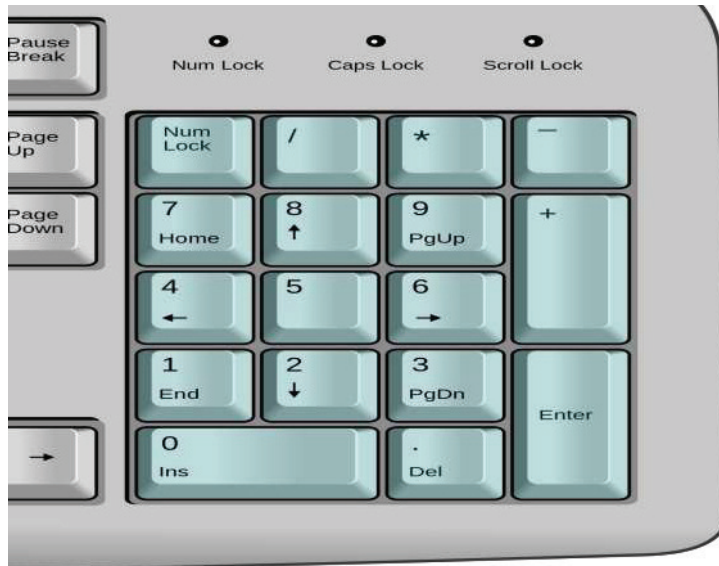 Pause
Break
Num Lock
Caps Lock
Scroll Lock
Page
Up
Num
Lock
/
*
–
Page
Down
7
Home
8
↑
9
PgUp
+
4
←
5
6
→
1
End
2
↓
3
PgDn
Enter
→
0
Ins
.
Del